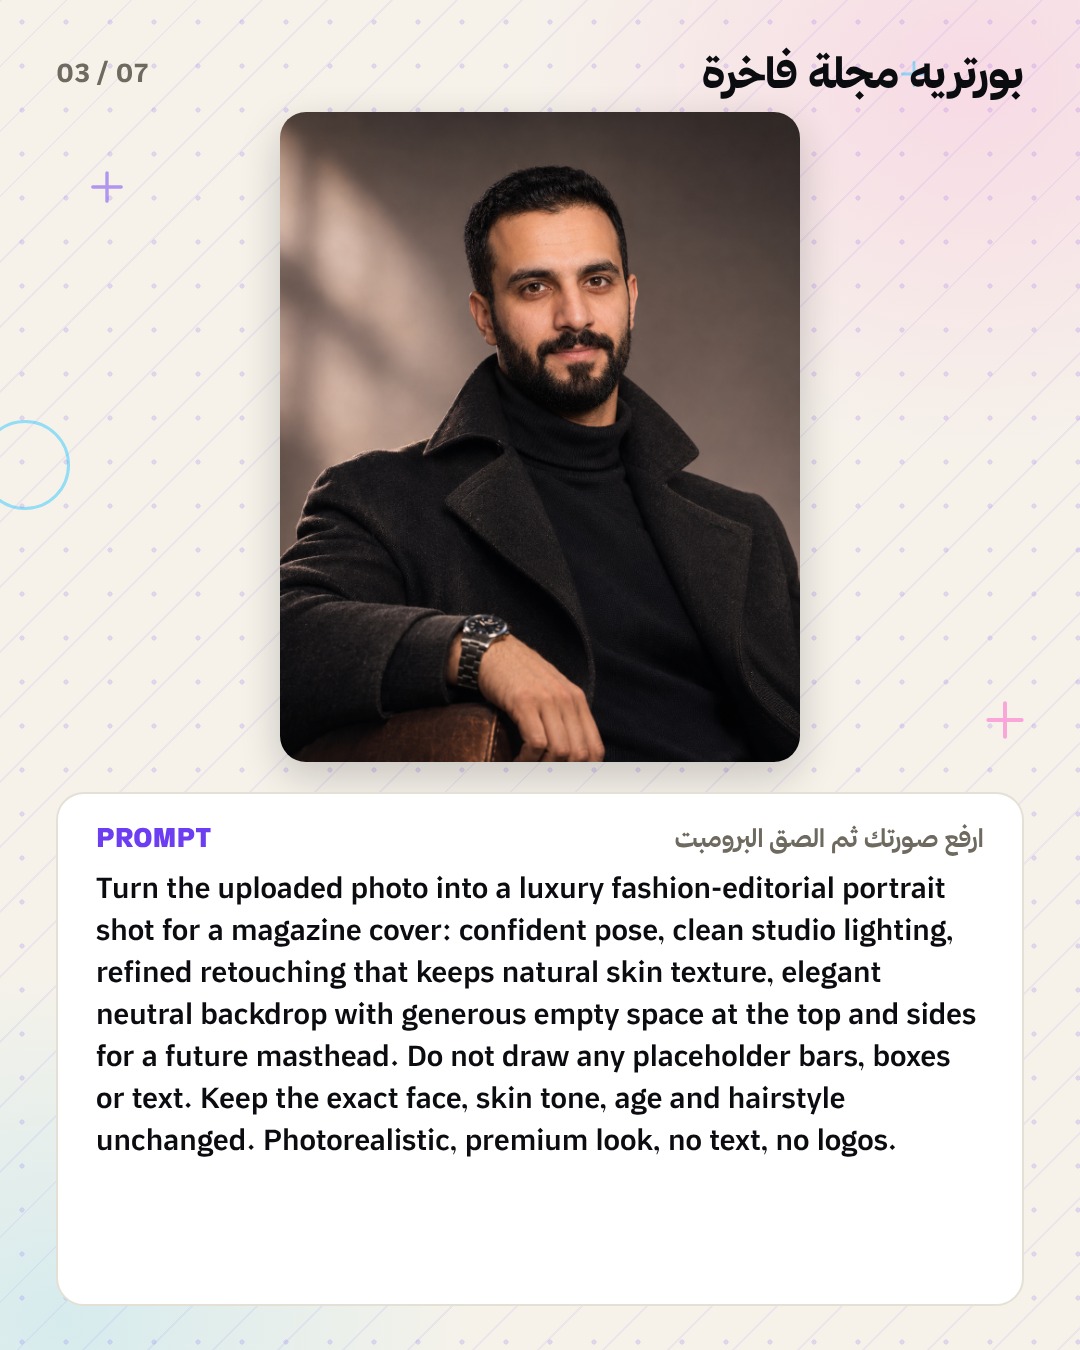 03 / 07
بورتريه مجلة فاخرة
PROMPT
ارفع صورتك ثم الصق البرومبت
Turn the uploaded photo into a luxury fashion-editorial portrait
shot for a magazine cover: confident pose, clean studio lighting,
refined retouching that keeps natural skin texture, elegant
neutral backdrop with generous empty space at the top and sides
for a future masthead. Do not draw any placeholder bars, boxes
or text. Keep the exact face, skin tone, age and hairstyle
unchanged. Photorealistic, premium look, no text, no logos.